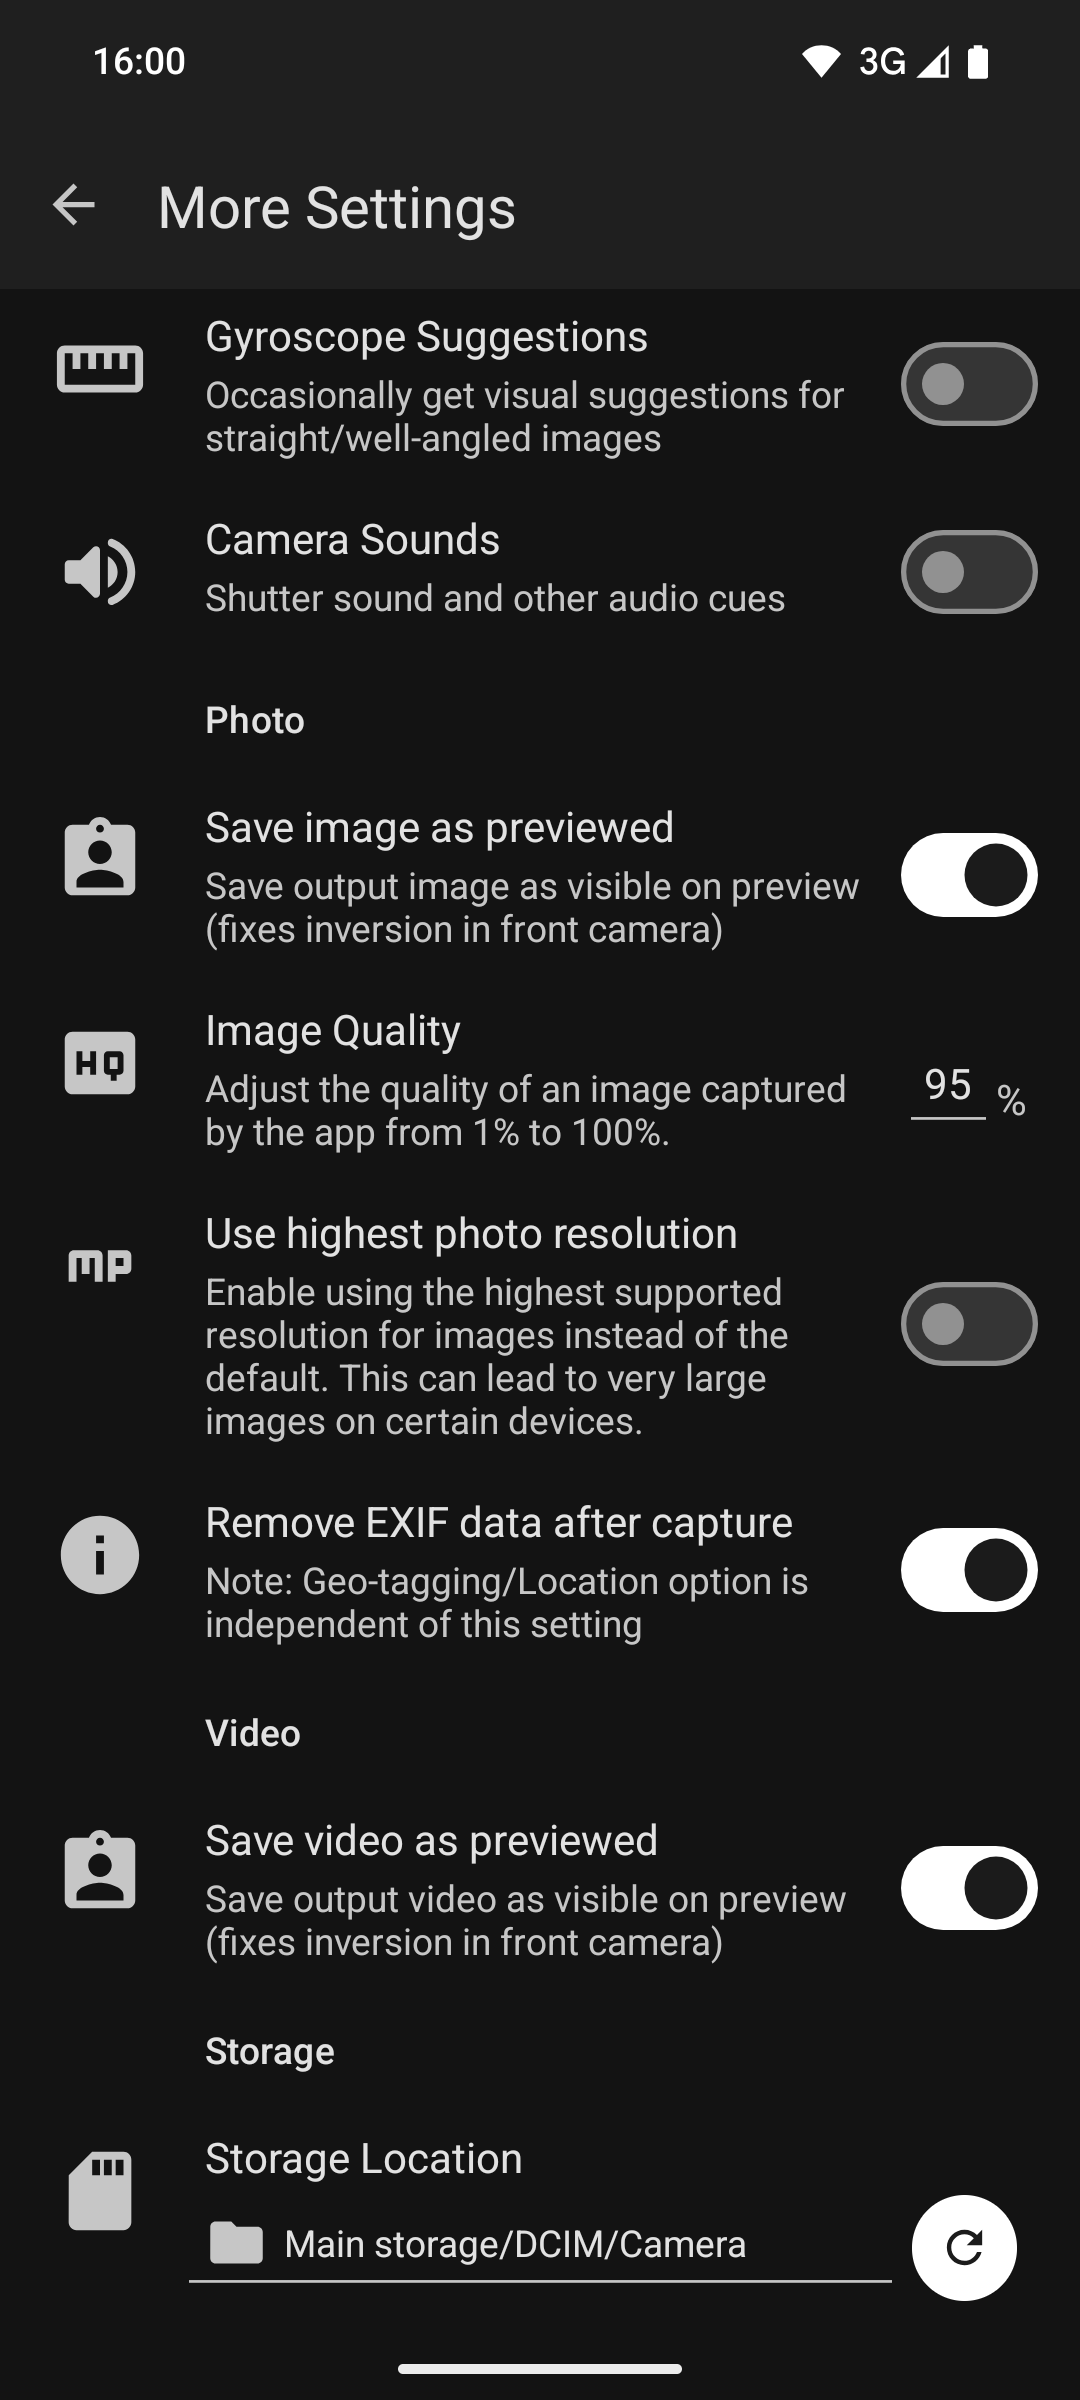 16:00
3G
More Settings
Gyroscope Suggestions
Occasionally get visual suggestions for
straight/well-angled images
Camera Sounds
Shutter sound and other audio cues
Photo
Save image as previewed
Save output image as visible on preview
(fixes inversion in front camera)
HQ
Image Quality
Adjust the quality of an image captured
by the app from 1% to 100%.
95 %
MP
Use highest photo resolution
Enable using the highest supported
resolution for images instead of the
default. This can lead to very large
images on certain devices.
Remove EXIF data after capture
Note: Geo-tagging/Location option is
independent of this setting
Video
Save video as previewed
Save output video as visible on preview
(fixes inversion in front camera)
Storage
Storage Location
Main storage/DCIM/Camera